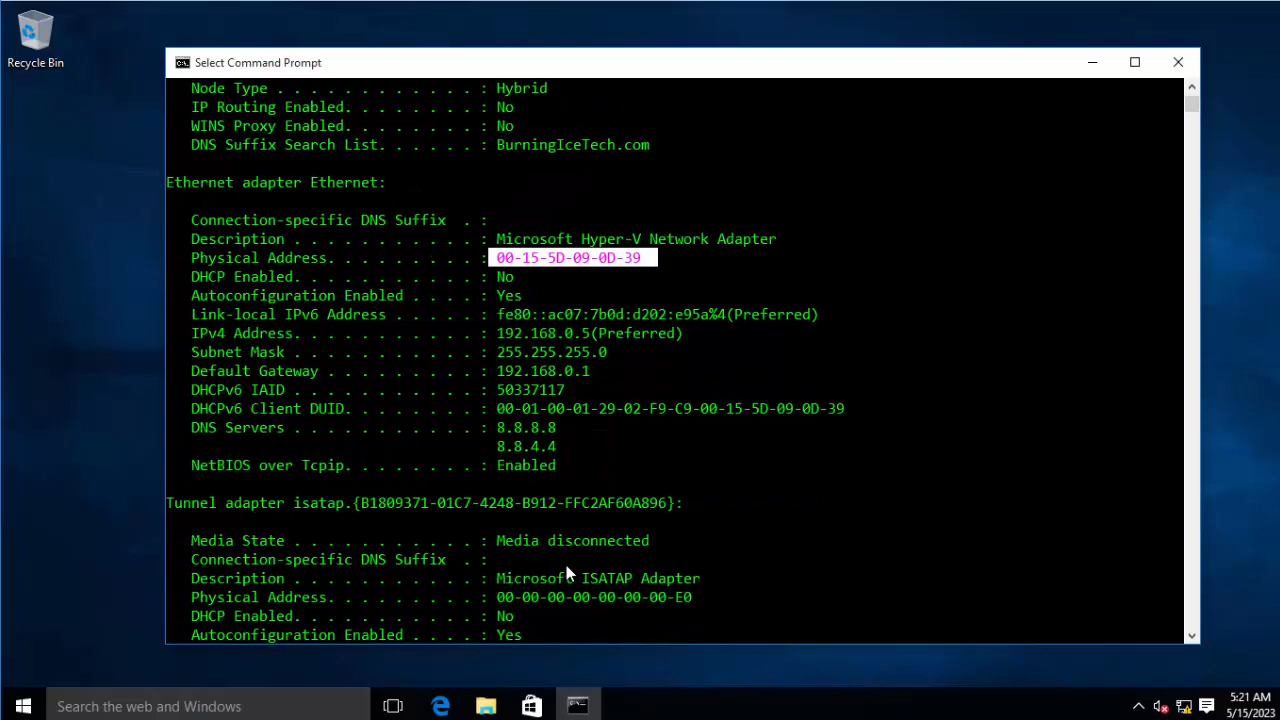 Recycle Bin
Select Command Prompt
Node Type . . . . . . . . . . . . : Hybrid
IP Routing Enabled. . . . . . . . : No
WINS Proxy Enabled. . . . . . . . : No
DNS Suffix Search List. . . . . . : BurningIceTech.com
Ethernet adapter Ethernet:
Connection-specific DNS Suffix  . :
Description . . . . . . . . . . . : Microsoft Hyper-V Network Adapter
Physical Address. . . . . . . . . : 00-15-5D-09-0D-39
DHCP Enabled. . . . . . . . . . . : No
Autoconfiguration Enabled . . . . : Yes
Link-local IPv6 Address . . . . . : fe80::ac07:7b0d:d202:e95a%4(Preferred)
IPv4 Address. . . . . . . . . . . : 192.168.0.5(Preferred)
Subnet Mask . . . . . . . . . . . : 255.255.255.0
Default Gateway . . . . . . . . . : 192.168.0.1
DHCPv6 IAID . . . . . . . . . . . : 50337117
DHCPv6 Client DUID. . . . . . . . : 00-01-00-01-29-02-F9-C9-00-15-5D-09-0D-39
DNS Servers . . . . . . . . . . . : 8.8.8.8
8.8.4.4
NetBIOS over Tcpip. . . . . . . . : Enabled
Tunnel adapter isatap.{B1809371-01C7-4248-B912-FFC2AF60A896}:
Media State . . . . . . . . . . . : Media disconnected
Connection-specific DNS Suffix  . :
Description . . . . . . . . . . . : Microsoft ISATAP Adapter
Physical Address. . . . . . . . . : 00-00-00-00-00-00-00-E0
DHCP Enabled. . . . . . . . . . . : No
Autoconfiguration Enabled . . . . : Yes
Search the web and Windows
5:21 AM
5/15/2023